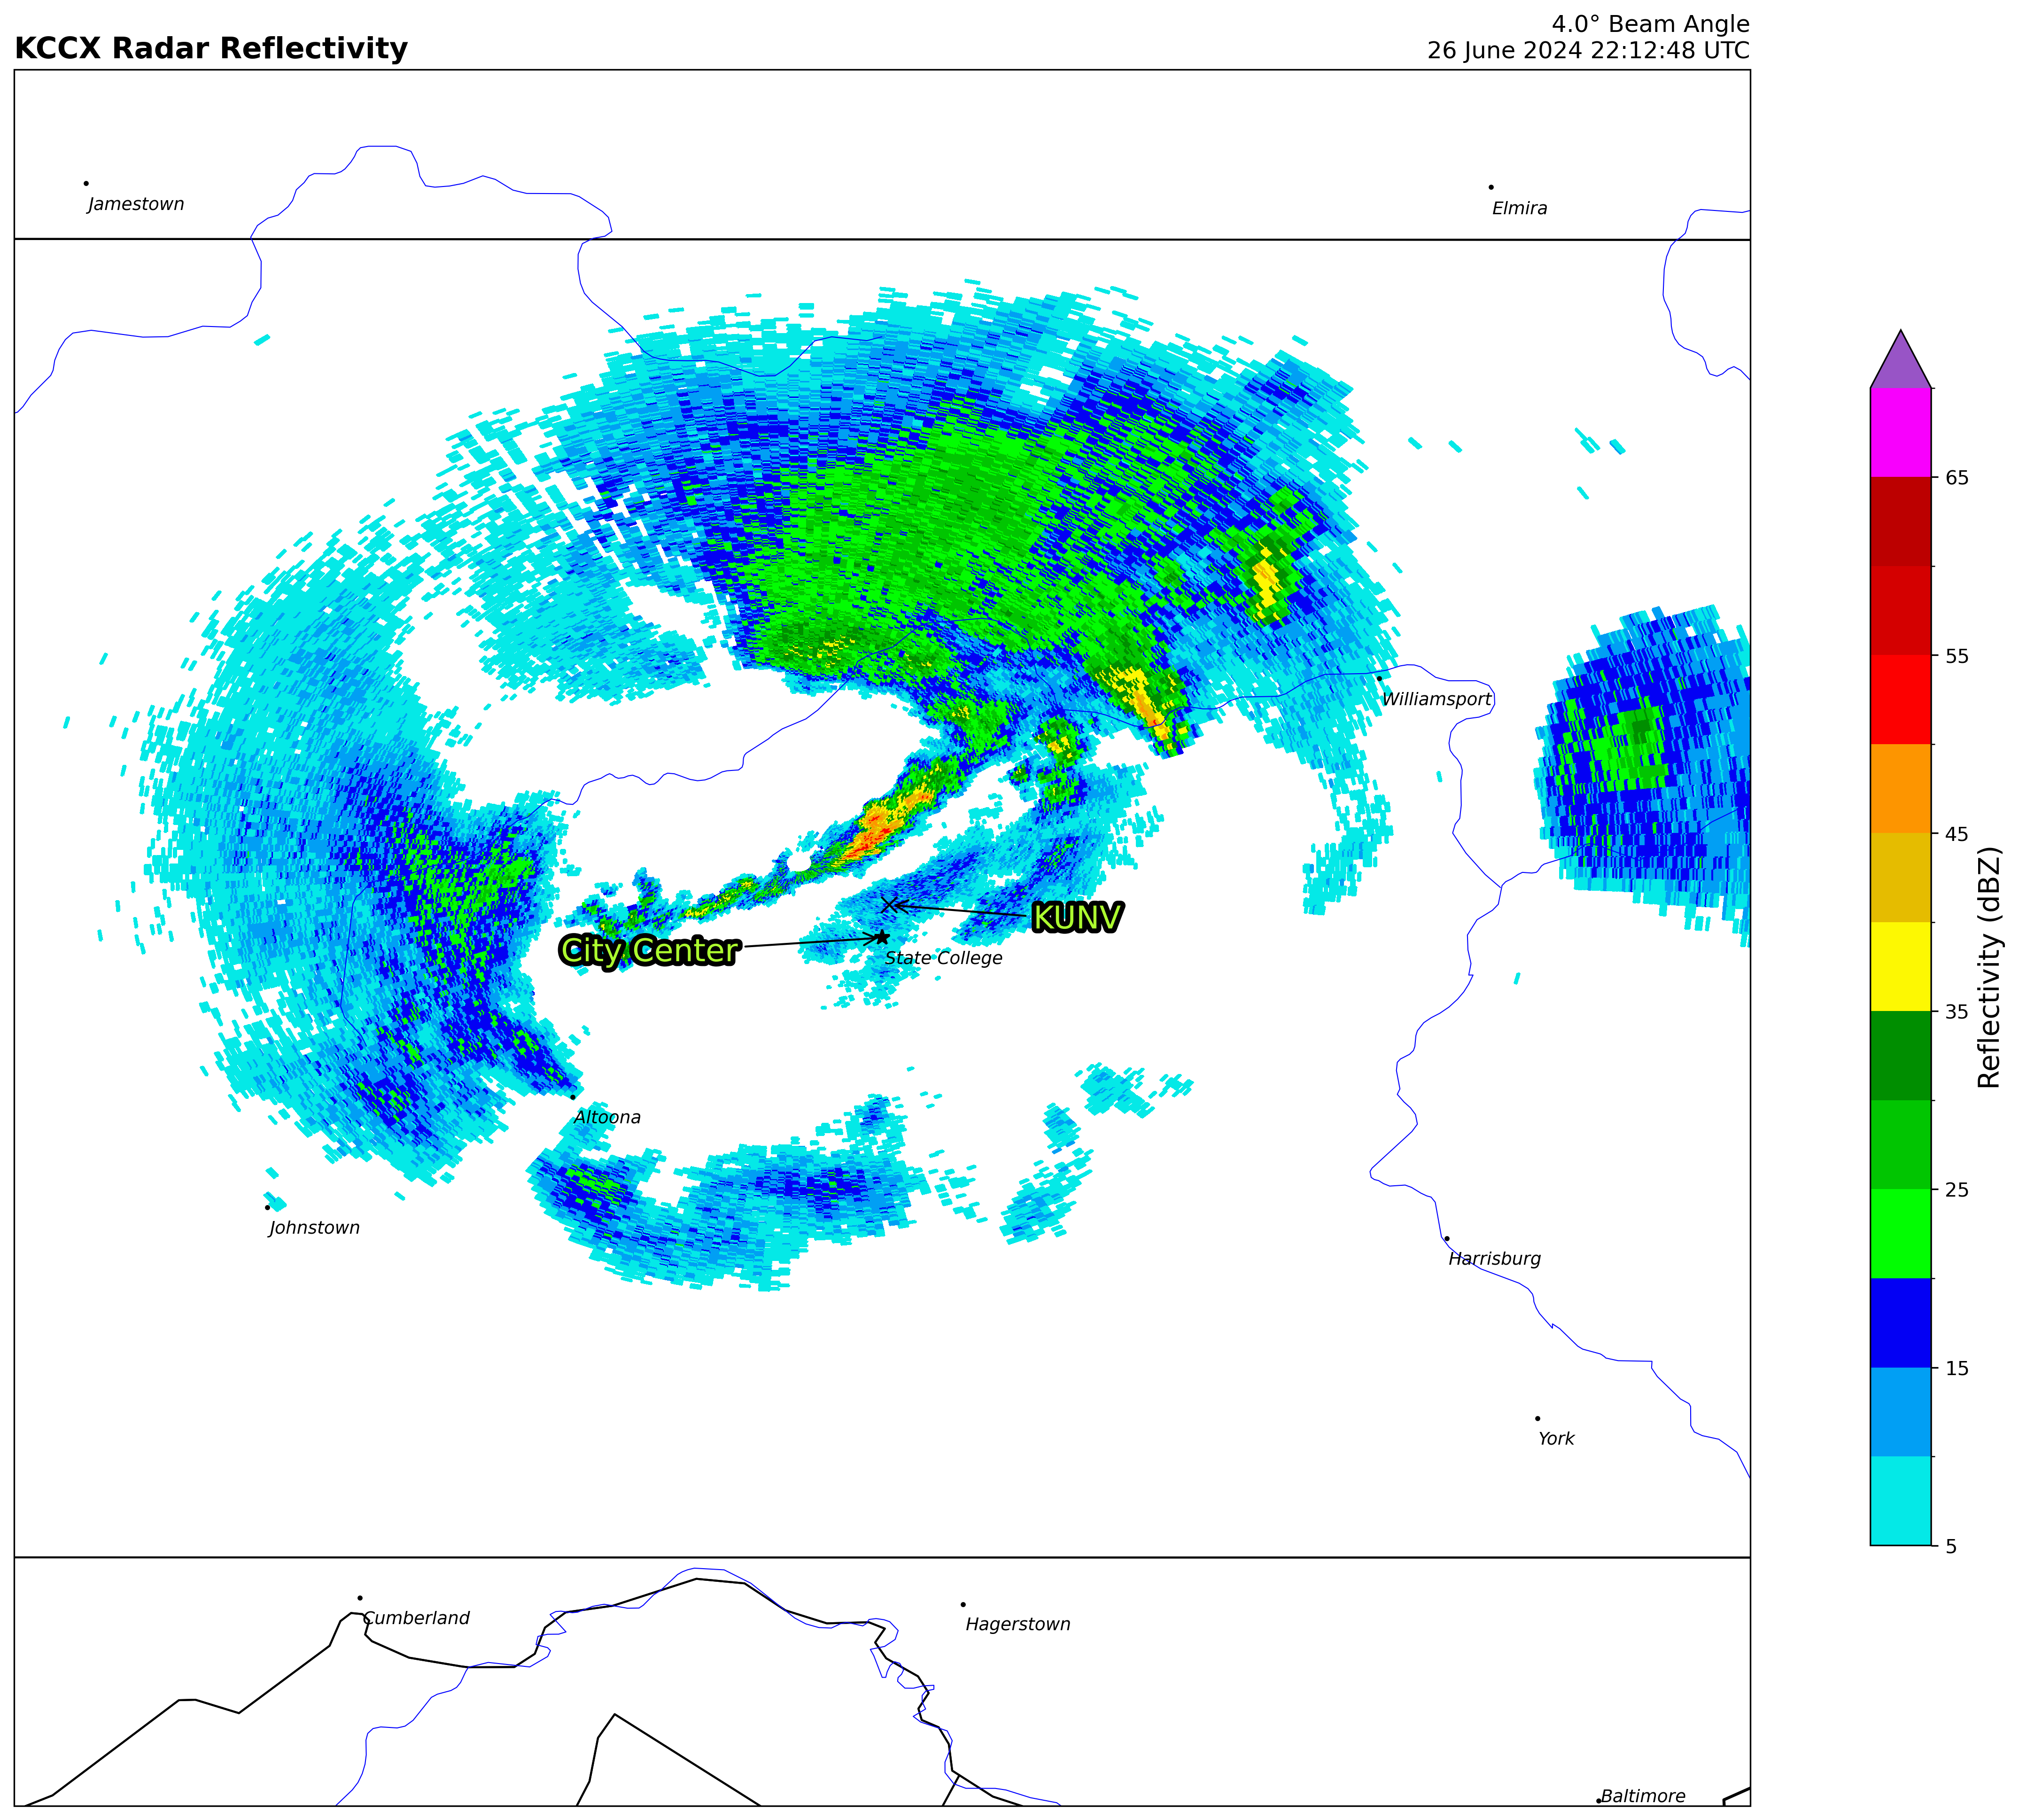 4.0° Beam Angle
KCCX Radar Reflectivity
26 June 2024 22:12:48 UTC
Jamestown
Elmira
65
Williamsport
55
45
KUNV
City Center
State College
35
Reflectivity (dBZ)
Altoona
25
Johnstown
Harrisburg
15
York
5
Cumberland
Hagerstown
Baltimore